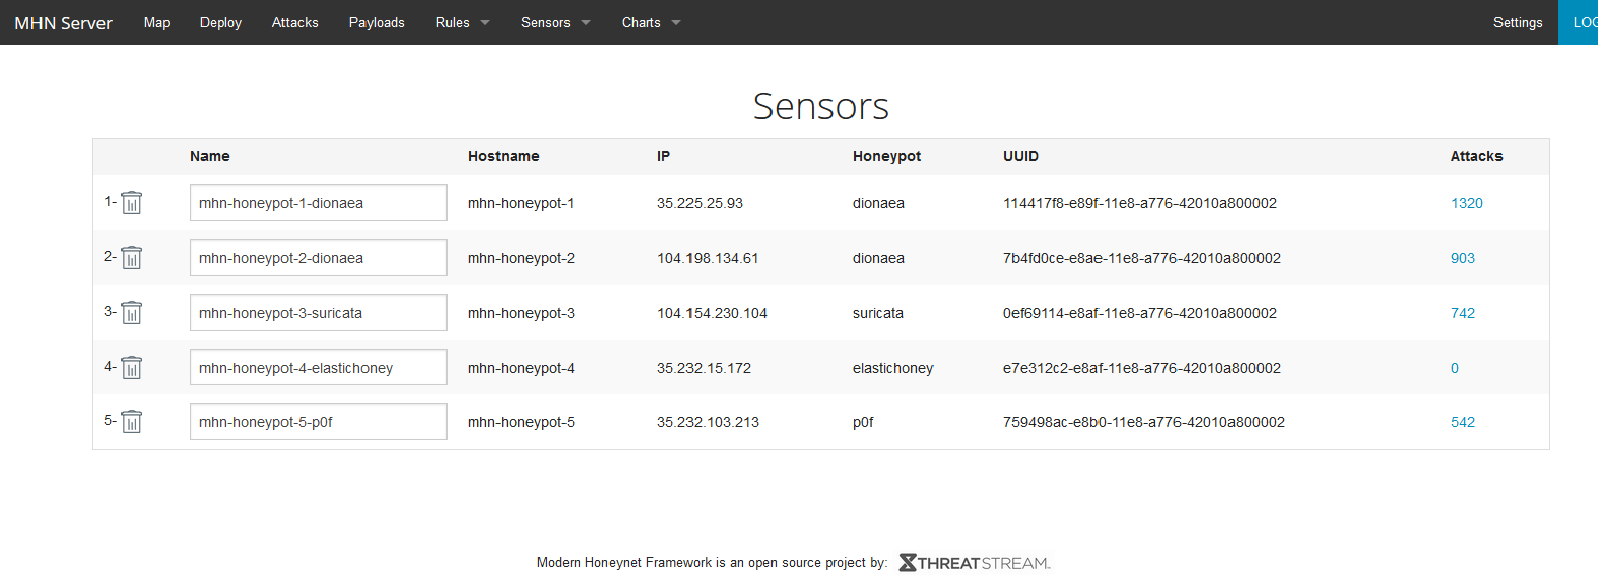 MHN Server Map Deploy Attacks Payloads Rules Sensors Charts Settings LOG
Sensors
Name Hostname IP Honeypot UUID Attacks
1- mhn-honeypot-1-dionaea mhn-honeypot-1 35.225.25.93 dionaea 114417f8-e89f-11e8-a776-42010a800002 1320
2- mhn-honeypot-2-dionaea mhn-honeypot-2 104.198.134.61 dionaea 7b4fd0ce-e8ae-11e8-a776-42010a800002 903
3- mhn-honeypot-3-suricata mhn-honeypot-3 104.154.230.104 suricata 0ef69114-e8af-11e8-a776-42010a800002 742
4- mhn-honeypot-4-elastichoney mhn-honeypot-4 35.232.15.172 elastichoney e7e312c2-e8af-11e8-a776-42010a800002 0
5- mhn-honeypot-5-p0f mhn-honeypot-5 35.232.103.213 p0f 759498ac-e8b0-11e8-a776-42010a800002 542
Modern Honeynet Framework is an open source project by: THREATSTREAM